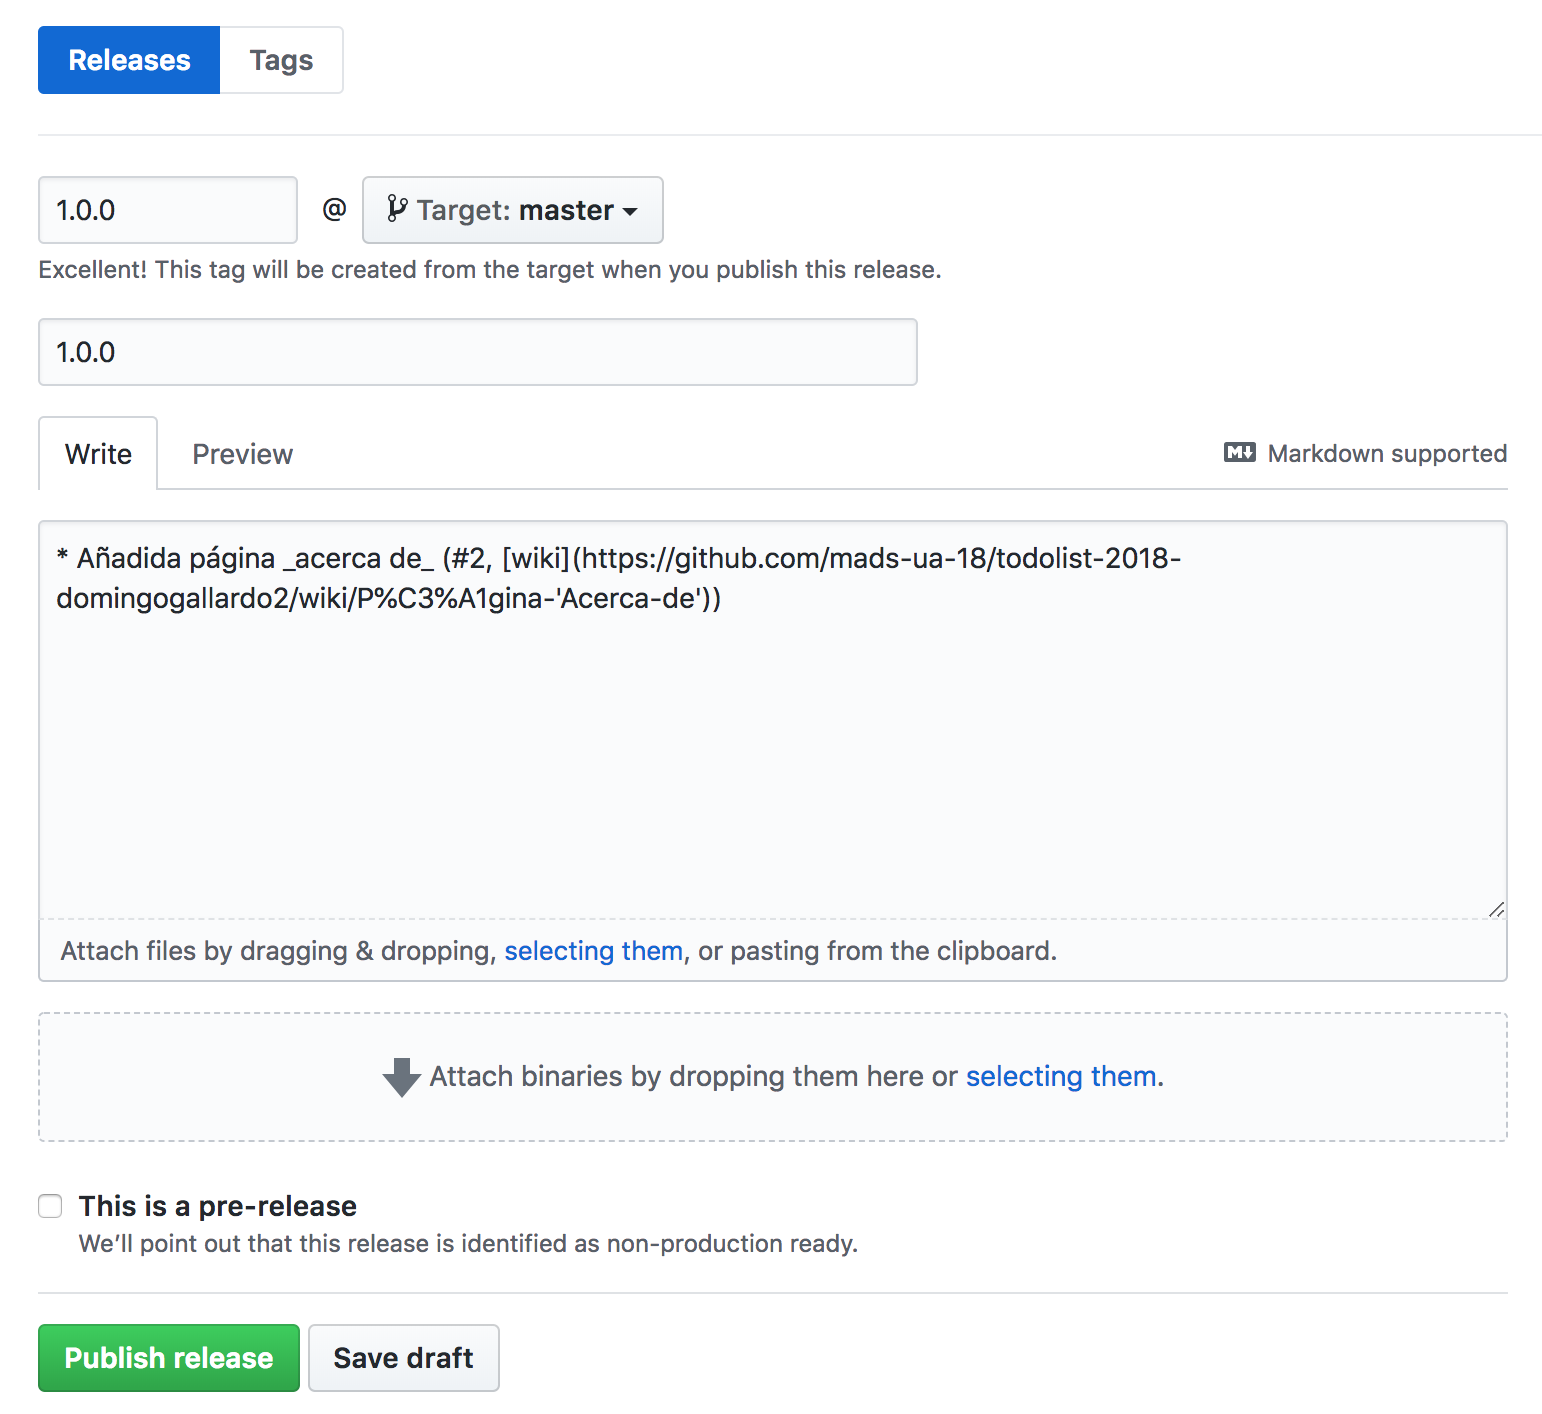 Releases Tags
1.0.0 @ Target: master
Excellent! This tag will be created from the target when you publish this release.
1.0.0
Write Preview Markdown supported
* Añadida página _acerca de_ (#2, [wiki](https://github.com/mads-ua-18/todolist-2018-
domingogallardo2/wiki/P%C3%A1gina-'Acerca-de'))
Attach files by dragging & dropping, selecting them, or pasting from the clipboard.
Attach binaries by dropping them here or selecting them.
This is a pre-release
We’ll point out that this release is identified as non-production ready.
Publish release Save draft